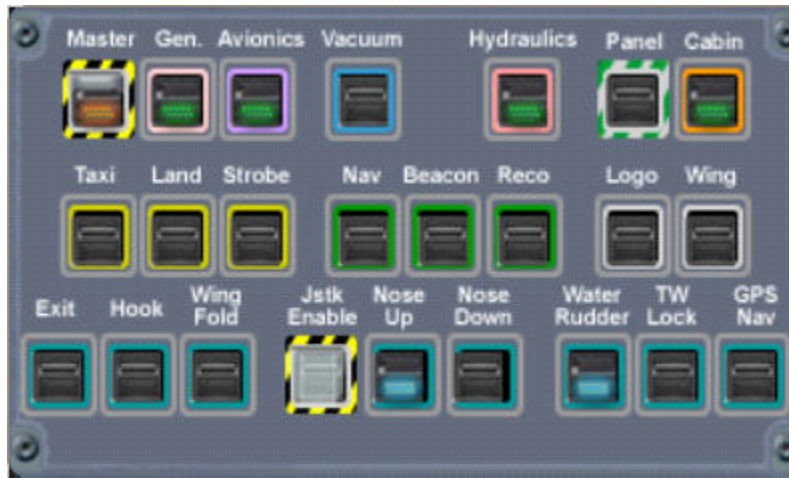 Master Gen. Avionics Vacuum Hydraulics Panel Cabin
Taxi Land Strobe Nav Beacon Reco Logo Wing
Exit Hook Wing Fold Jstk Enable Nose Up Nose Down Water Rudder TW Lock GPS Nav